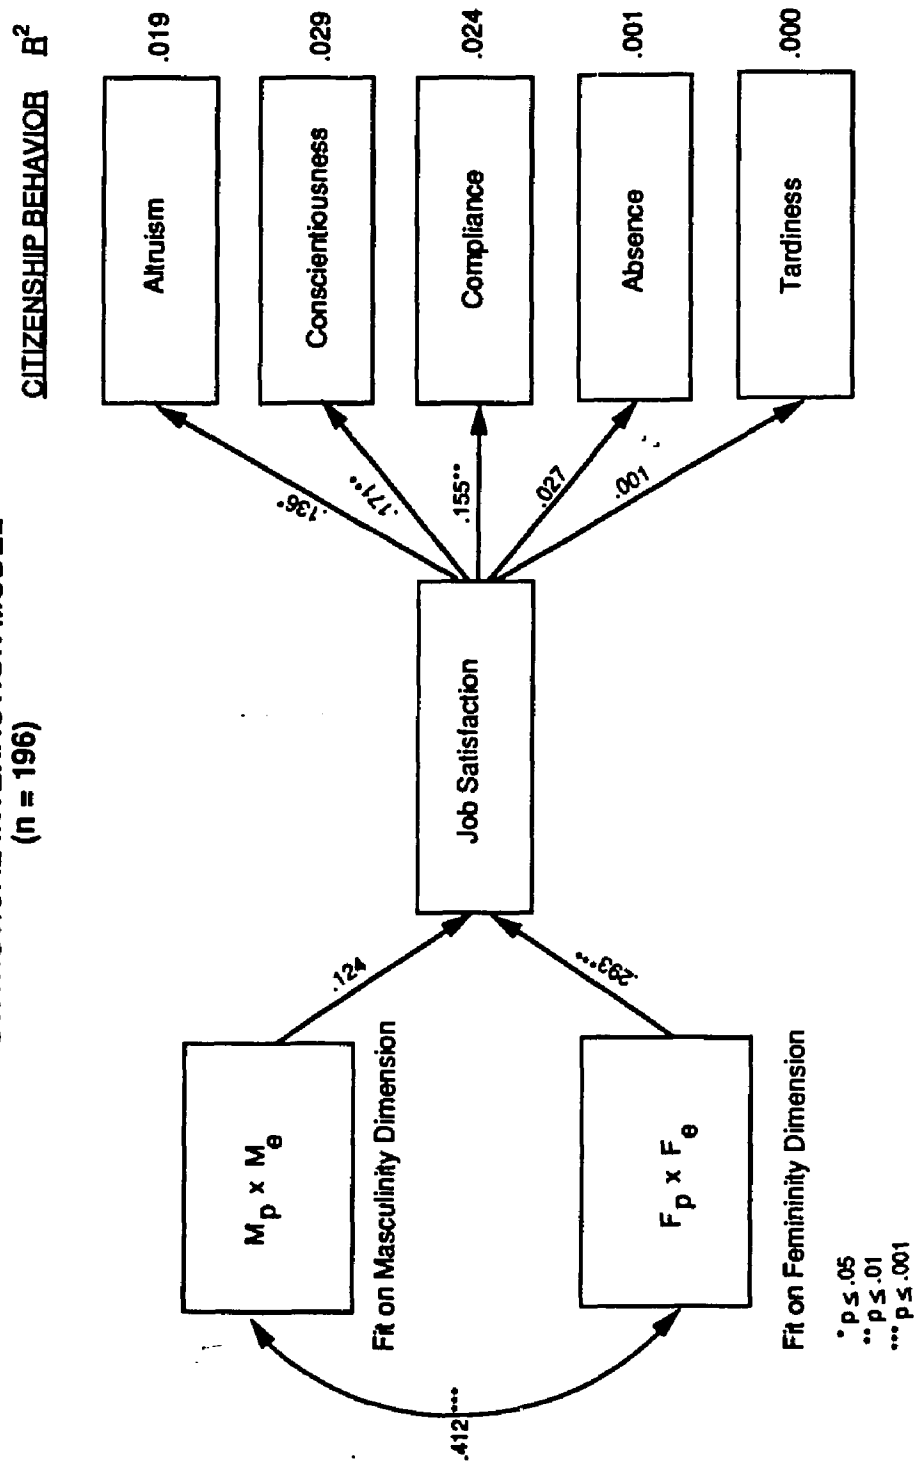 (n = 196)
CITIZENSHIP BEHAVIOR R²
Altruism .019
Conscientiousness .029
Compliance .024
Absence .001
Tardiness .000
.136*
.171**
.155**
.027
.001
Job Satisfaction
.124
.293***
Mp x Me
Fit on Masculinity Dimension
.412***
Fp x Fe
Fit on Femininity Dimension
* p ≤ .05
** p ≤ .01
*** p ≤ .001